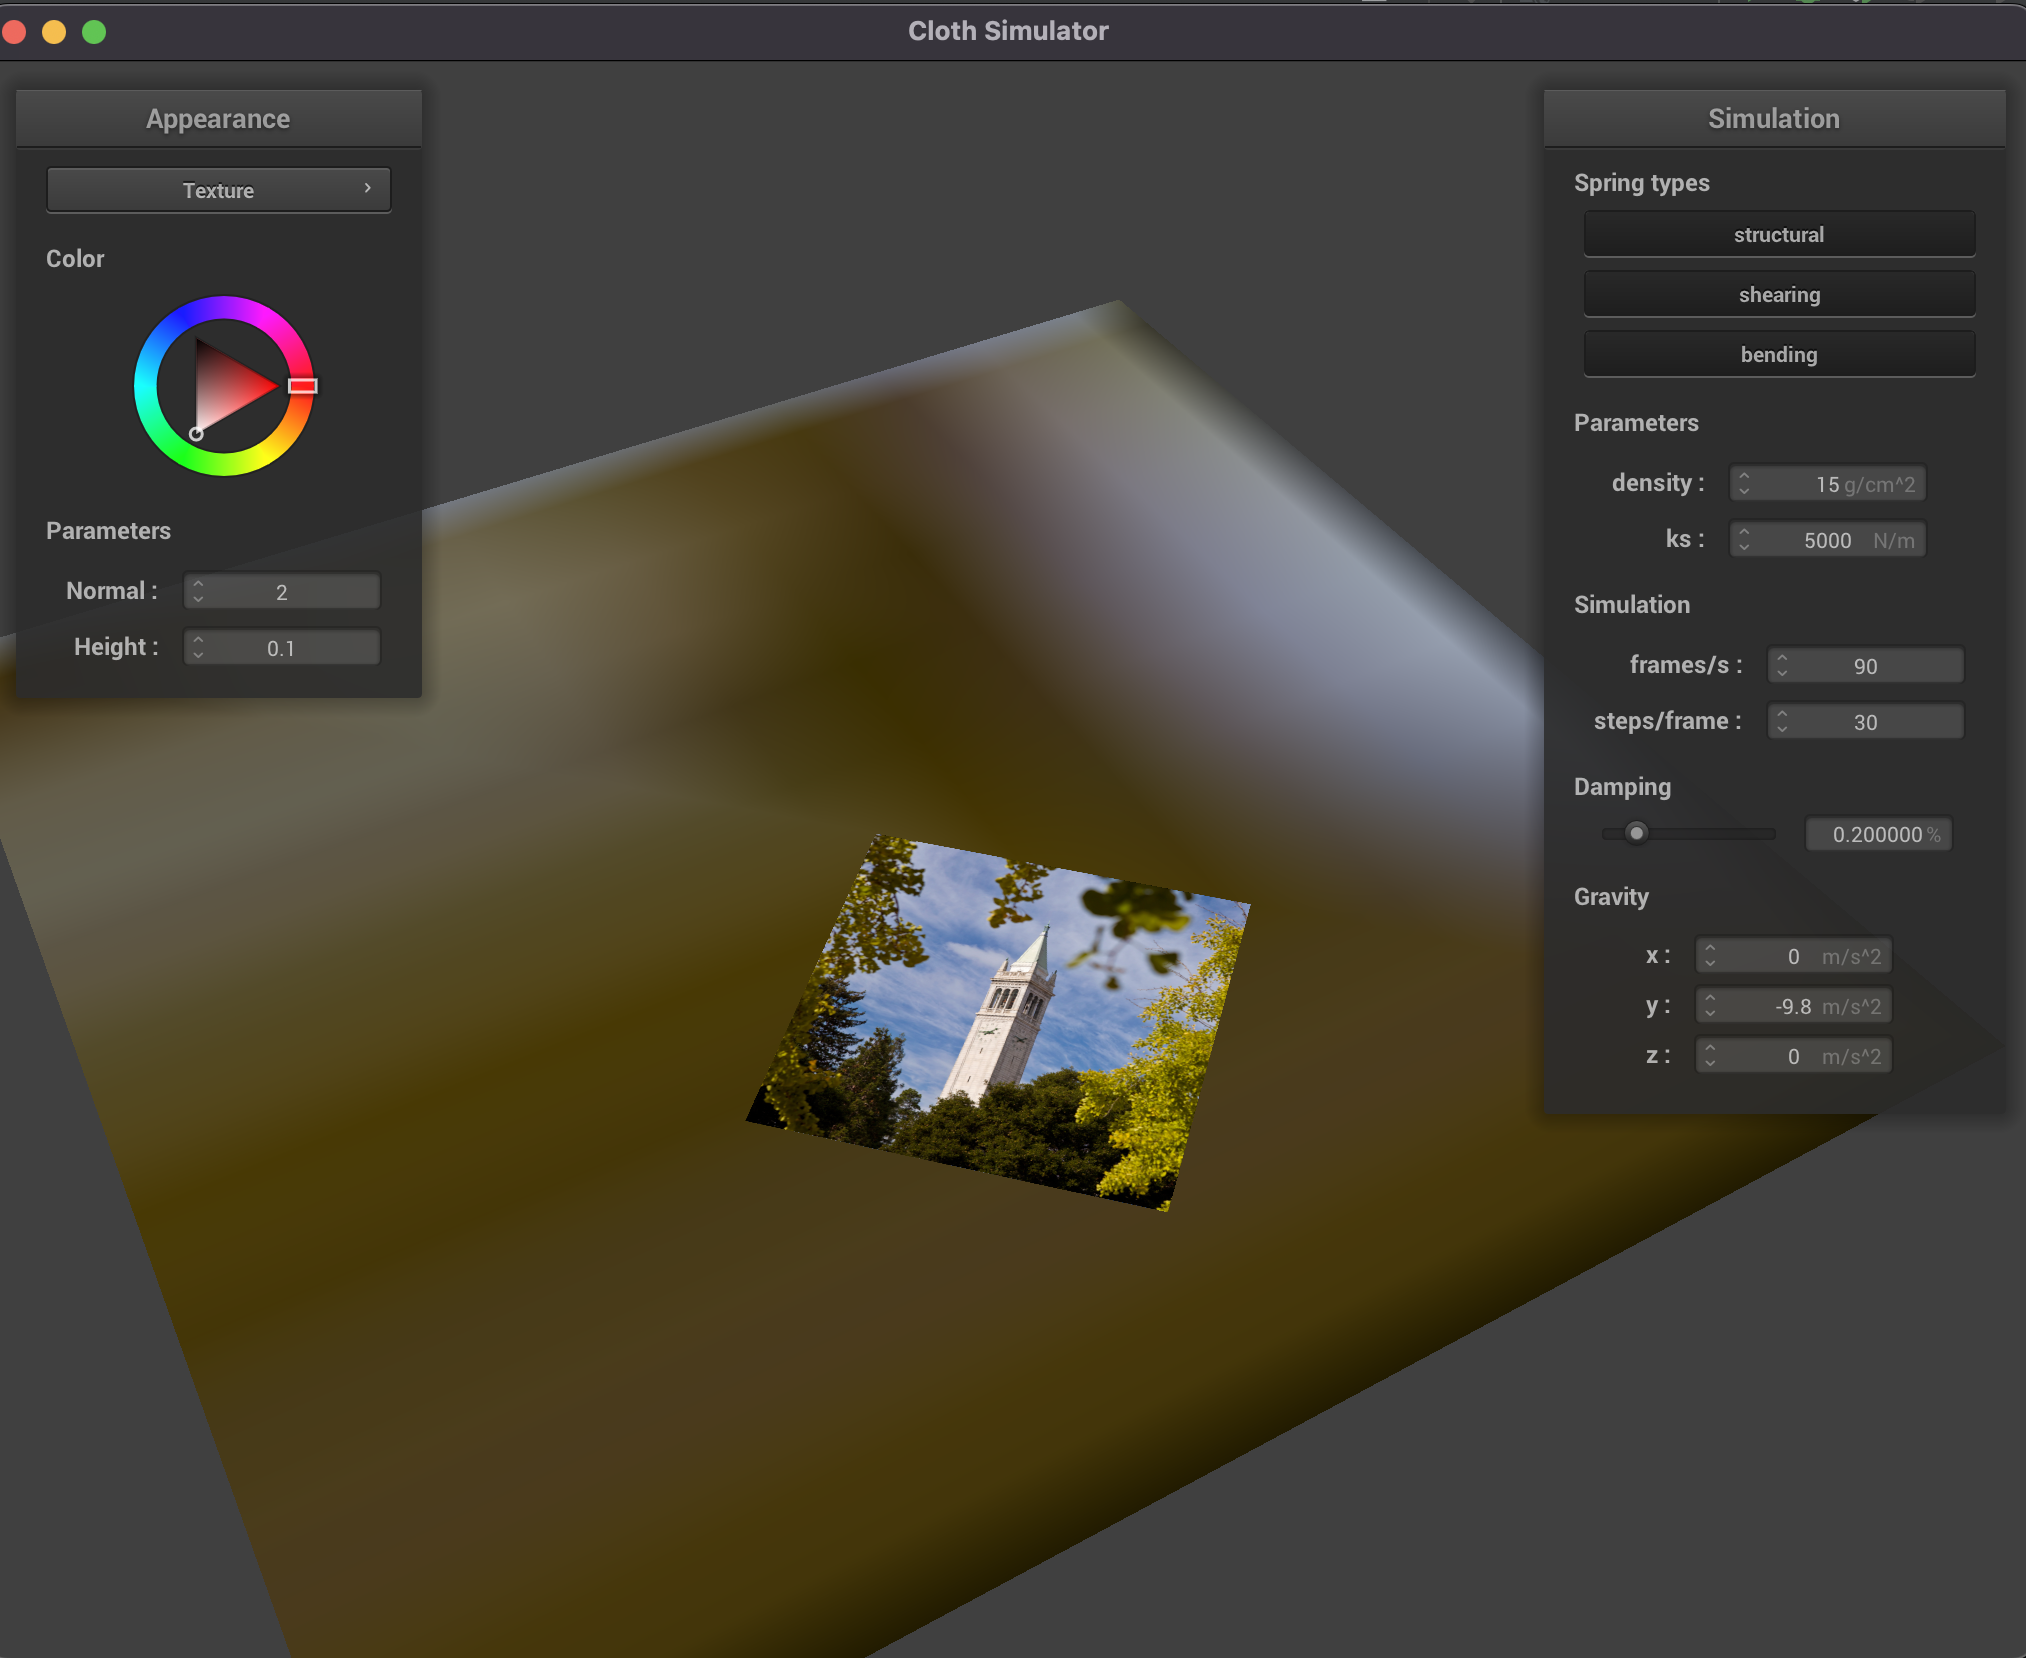 Cloth Simulator
Appearance
Texture
Color
Parameters
Normal : 2
Height : 0.1
Simulation
Spring types
structural
shearing
bending
Parameters
density : 15 g/cm^2
ks : 5000 N/m
Simulation
frames/s : 90
steps/frame : 30
Damping
0.200000 %
Gravity
x : 0 m/s^2
y : -9.8 m/s^2
z : 0 m/s^2